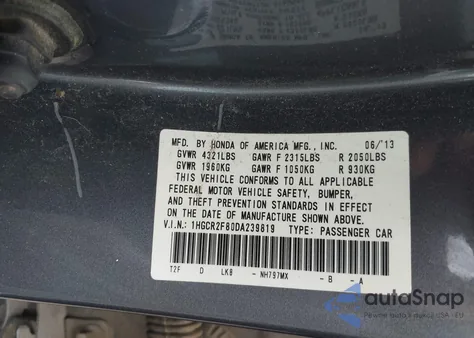 MFD. BY HONDA OF AMERICA MFG., INC. 06/13
GVWR 4321LBS GAWR F 2315LBS R 2050LBS
GVWR 1960KG GAWR F 1050KG R 930KG
THIS VEHICLE CONFORMS TO ALL APPLICABLE
FEDERAL MOTOR VEHICLE SAFETY, BUMPER,
AND THEFT PREVENTION STANDARDS IN EFFECT
ON THE DATE OF MANUFACTURE SHOWN ABOVE.
V.I.N.: 1HGCR2F80DA239819 TYPE: PASSENGER CAR
T2F D LK8 - NH797MX - B - A
autoSnap